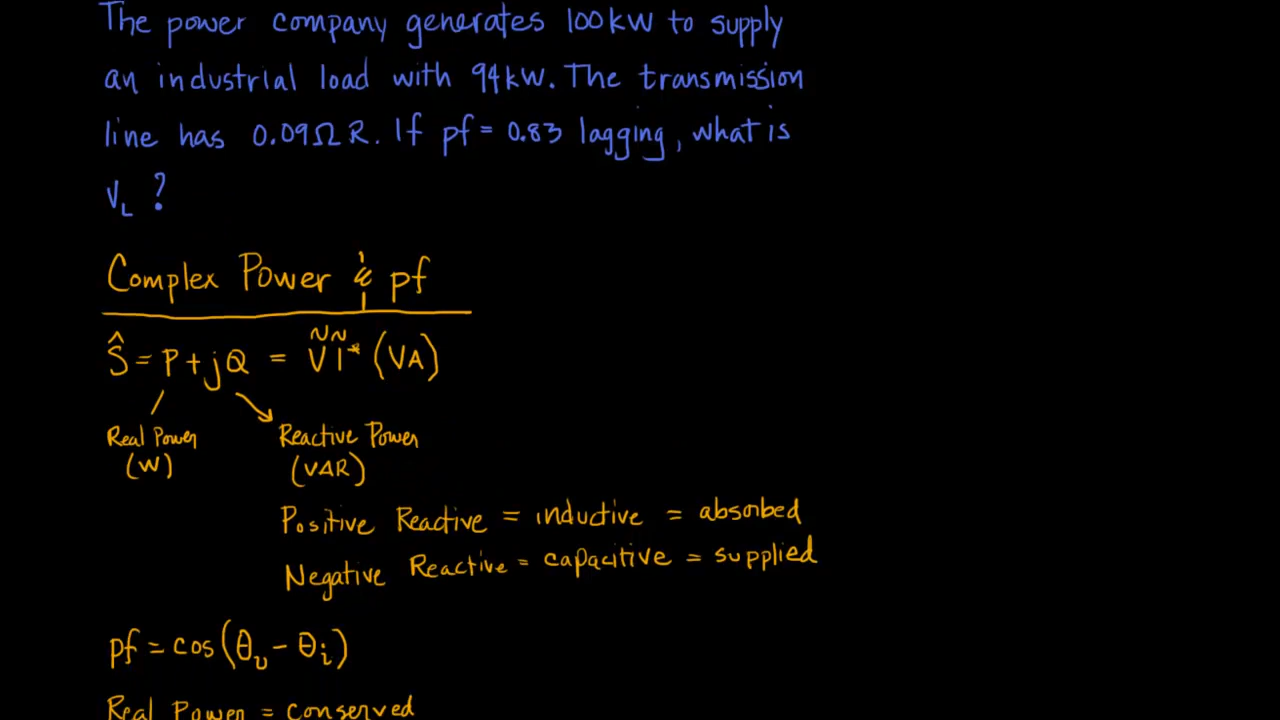 The power company generates 100kW to supply
an industrial load with 94kW. The transmission
line has 0.09Ω R. If pf = 0.83 lagging, what is
V_L ?
Complex Power & pf
Ŝ = P + jQ = ṼĨ* (VA)
Real Power
(W)
Reactive Power
(VAR)
Positive Reactive = inductive = absorbed
Negative Reactive = capacitive = supplied
pf = cos(θ_v - θ_i)
Real Power = conserved